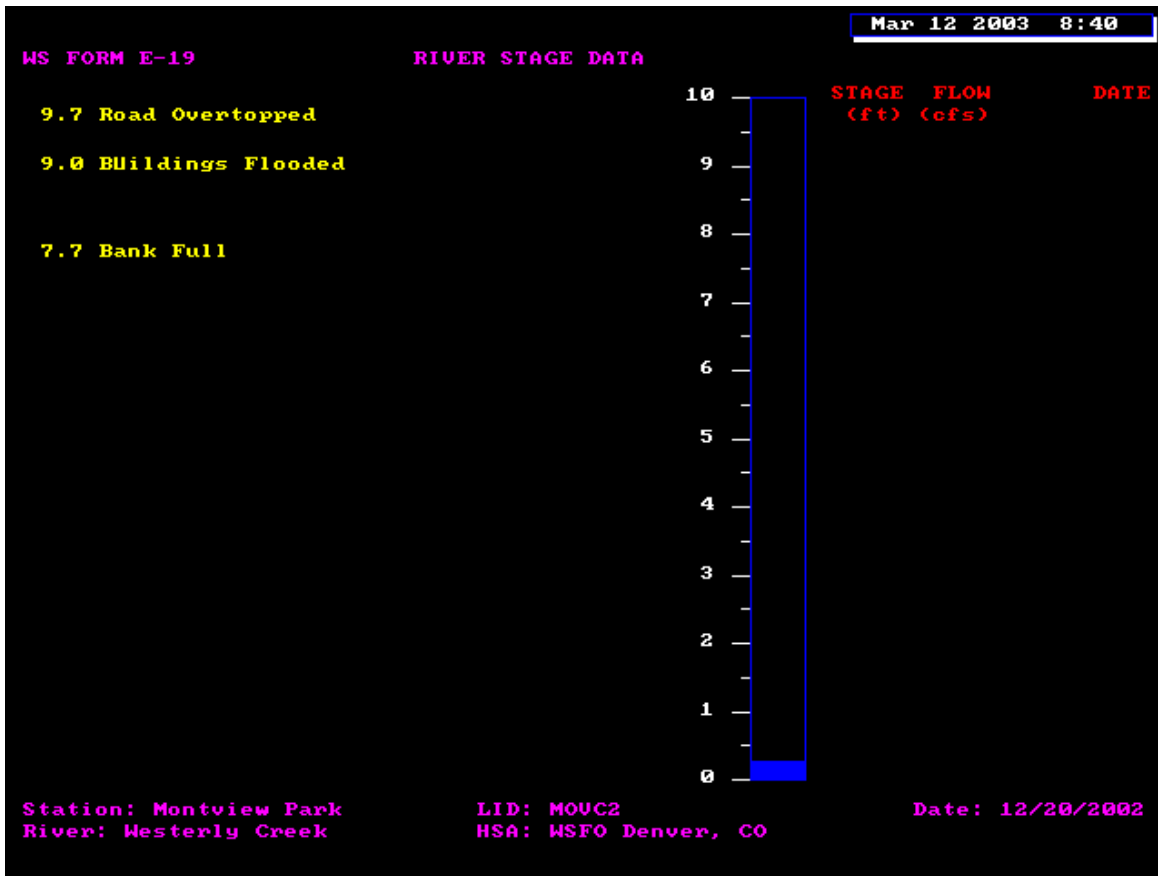 Mar 12 2003 8:40
WS FORM E-19 RIVER STAGE DATA
STAGE FLOW DATE
(ft) (cfs)
9.7 Road Overtopped
9.0 BUildings Flooded
7.7 Bank Full
10
9
8
7
6
5
4
3
2
1
0
Station: Montview Park LID: MOVC2 Date: 12/20/2002
River: Westerly Creek HSA: WSFO Denver, CO